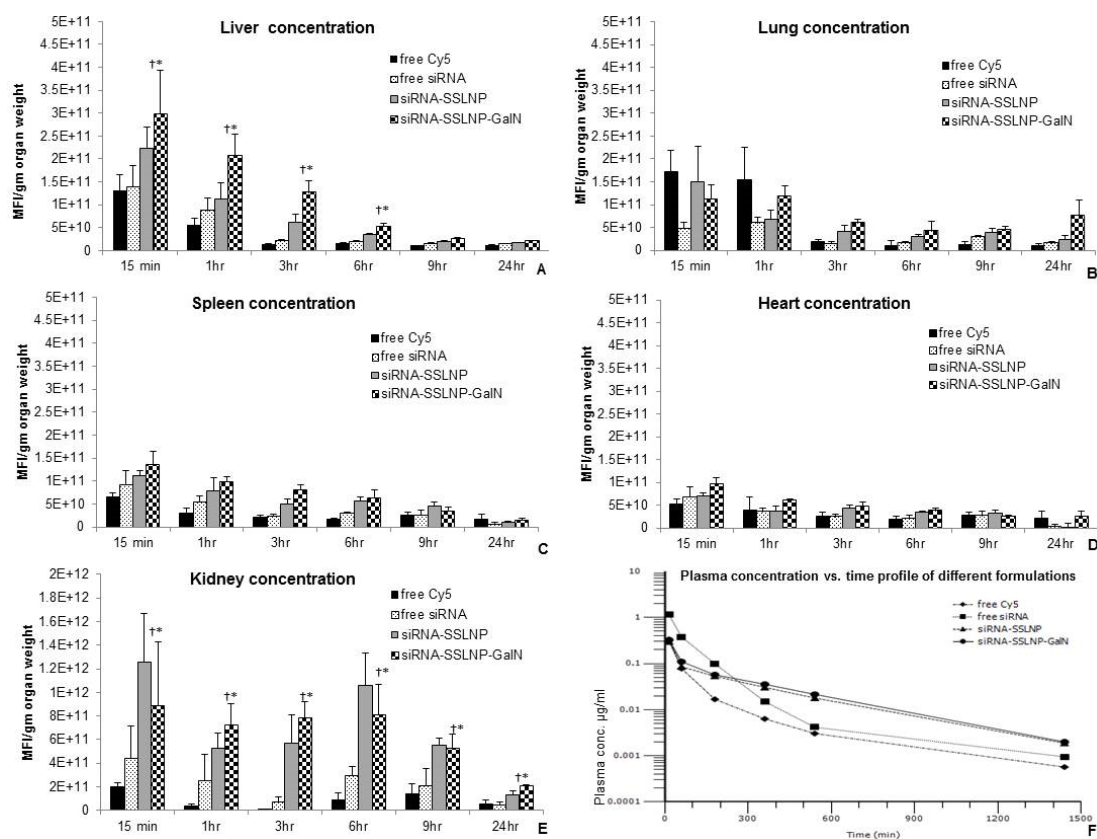 Liver concentration
MFI/gm organ weight
5E+11
4.5E+11
4E+11
3.5E+11
3E+11
2.5E+11
2E+11
1.5E+11
1E+11
5E+10
0
free Cy5
free siRNA
siRNA-SSLNP
siRNA-SSLNP-GalN
†*
†*
†*
†*
15 min 1hr 3hr 6hr 9hr 24hr
A
Lung concentration
MFI/gm organ weight
5E+11
4.5E+11
4E+11
3.5E+11
3E+11
2.5E+11
2E+11
1.5E+11
1E+11
5E+10
0
free Cy5
free siRNA
siRNA-SSLNP
siRNA-SSLNP-GalN
15 min 1hr 3hr 6hr 9hr 24hr
B
Spleen concentration
MFI/gm organ weight
5E+11
4.5E+11
4E+11
3.5E+11
3E+11
2.5E+11
2E+11
1.5E+11
1E+11
5E+10
0
free Cy5
free siRNA
siRNA-SSLNP
siRNA-SSLNP-GalN
15 min 1hr 3hr 6hr 9hr 24hr
C
Heart concentration
MFI/gm organ weight
5E+11
4.5E+11
4E+11
3.5E+11
3E+11
2.5E+11
2E+11
1.5E+11
1E+11
5E+10
0
free Cy5
free siRNA
siRNA-SSLNP
siRNA-SSLNP-GalN
15 min 1hr 3hr 6hr 9hr 24hr
D
Kidney concentration
MFI/gm organ weight
2E+12
1.8E+12
1.6E+12
1.4E+12
1.2E+12
1E+12
8E+11
6E+11
4E+11
2E+11
0
free Cy5
free siRNA
siRNA-SSLNP
siRNA-SSLNP-GalN
†*
†*
†*
†*
†*
†*
15 min 1hr 3hr 6hr 9hr 24hr
E
Plasma concentration vs. time profile of different formulations
Plasma conc. µg/ml
10
1
0.1
0.01
0.001
0.0001
free Cy5
free siRNA
siRNA-SSLNP
siRNA-SSLNP-GalN
0 300 600 900 1200 1500
Time (min)
F